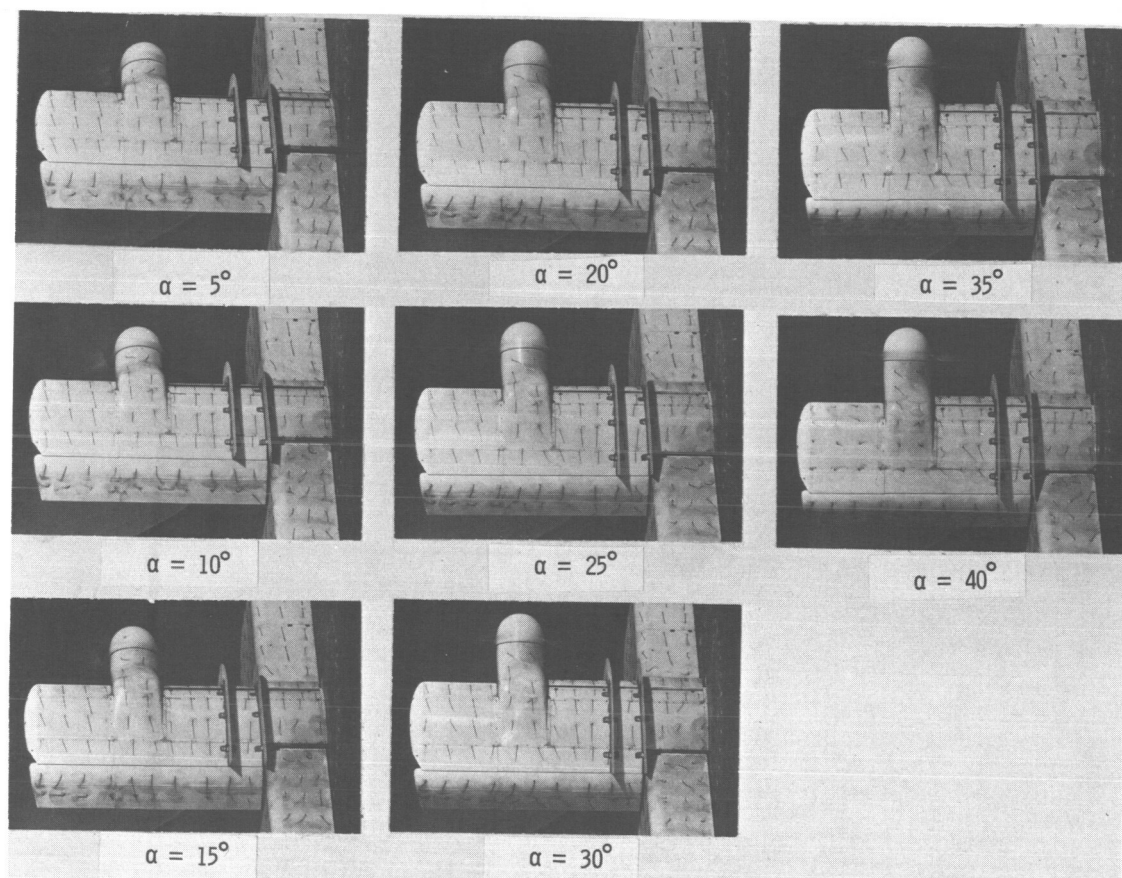 α = 5°
α = 20°
α = 35°
α = 10°
α = 25°
α = 40°
α = 15°
α = 30°